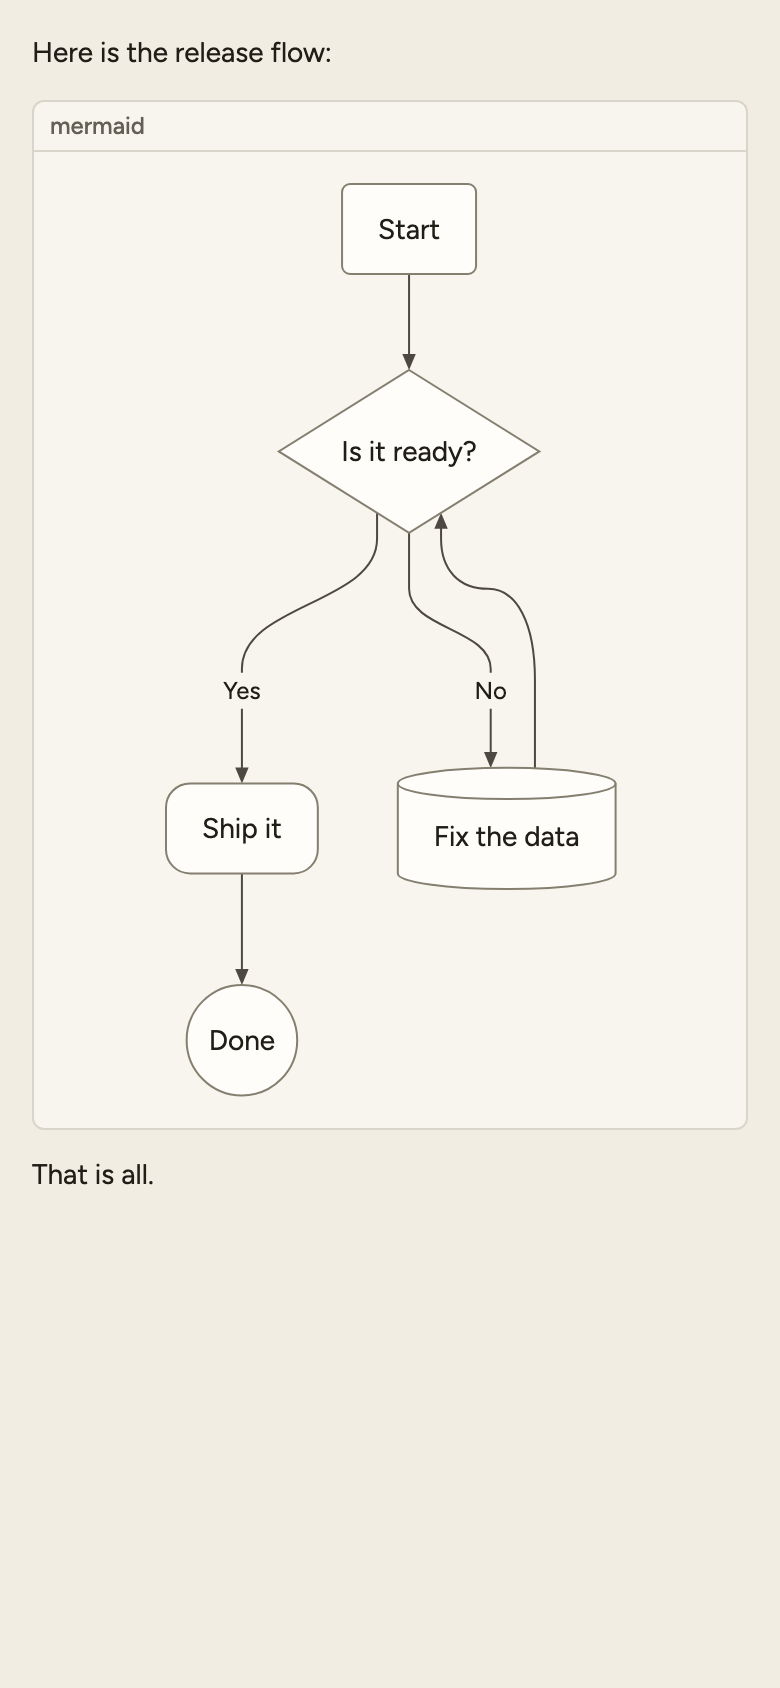 Here is the release flow:
mermaid
Start
Is it ready?
Yes
No
Ship it
Fix the data
Done
That is all.